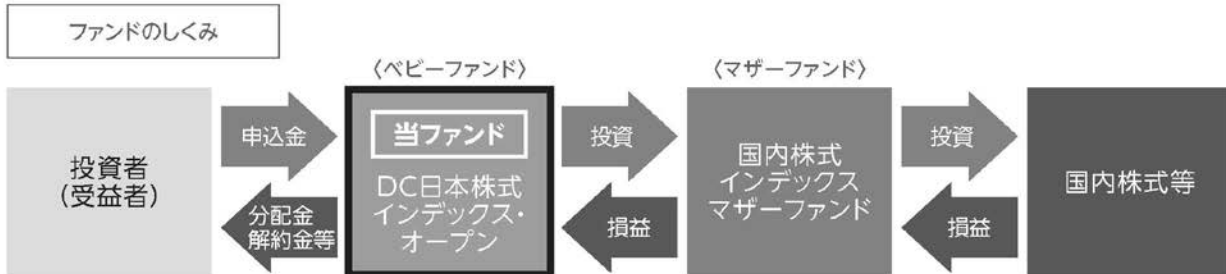 ファンドのしくみ
〈ベビーファンド〉
〈マザーファンド〉
投資者
(受益者)
申込金
分配金
解約金等
当ファンド
DC日本株式
インデックス・
オープン
投資
損益
国内株式
インデックス
マザーファンド
投資
損益
国内株式等